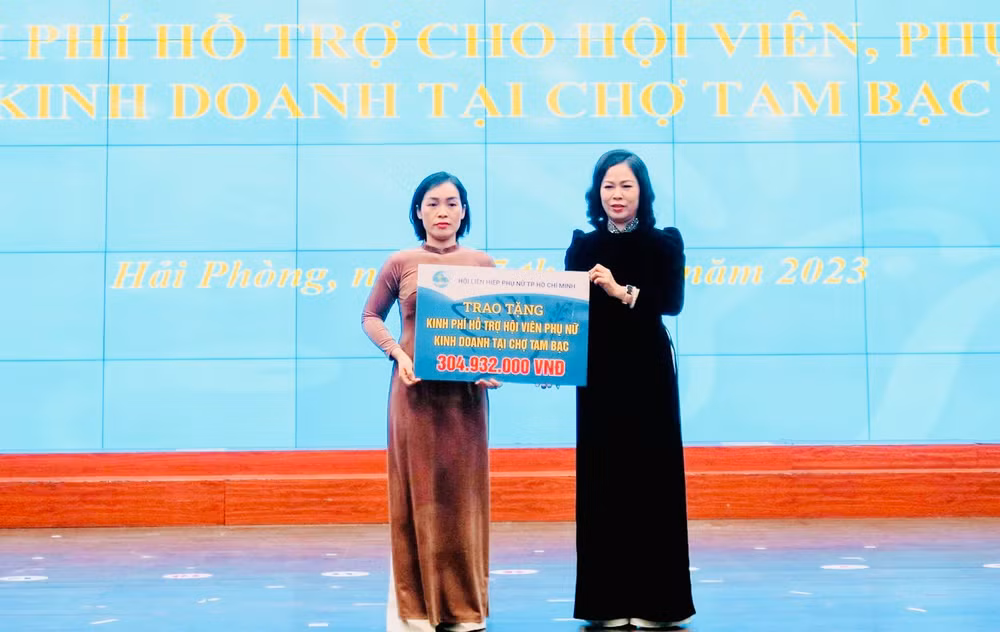 PHÍ HỖ TRỢ CHO HỘI VIÊN, PHỤ
KINH DOANH TẠI CHỢ TAM BẠC
Hải Phòng, năm 2023
HỘI LIÊN HIỆP PHỤ NỮ TP HỒ CHÍ MINH
TRAO TẶNG
KINH PHÍ HỖ TRỢ HỘI VIÊN PHỤ NỮ
KINH DOANH TẠI CHỢ TAM BẠC
304.932.000 VNĐ